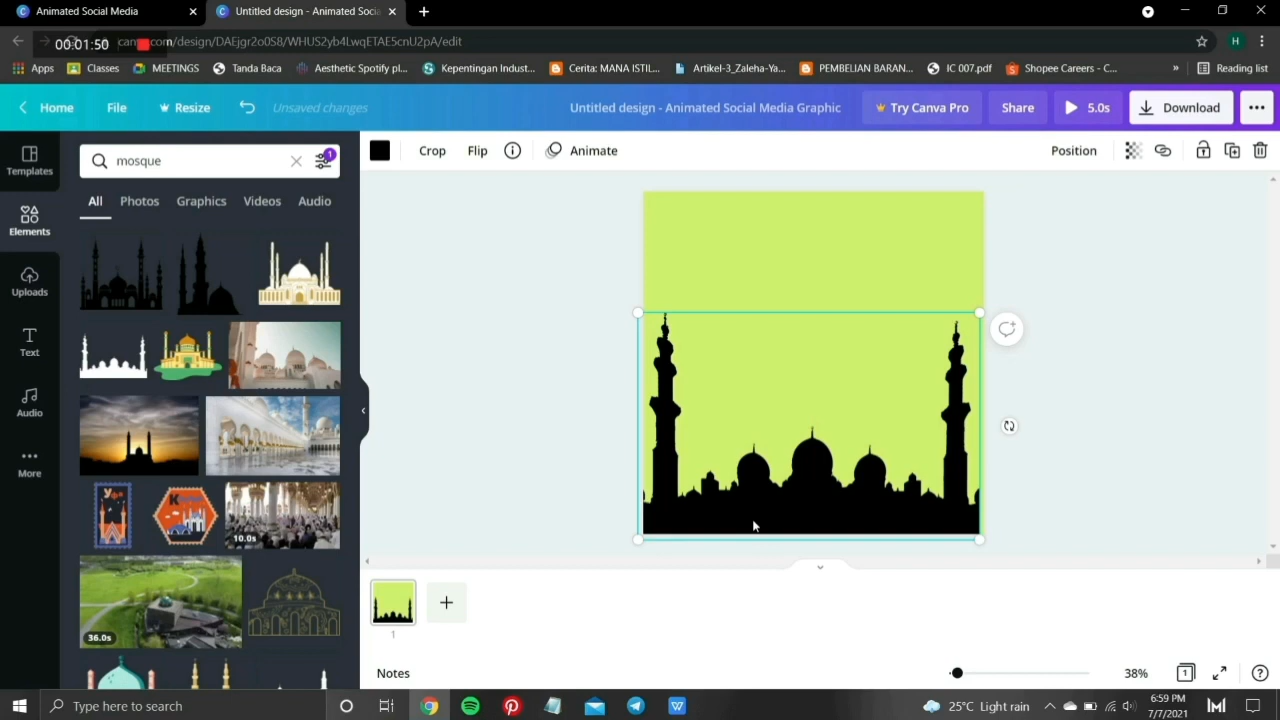 Animated Social Media
Untitled design - Animated Socia
00:01:50
com/design/DAEjgr2o0S8/WHUS2yb4LwqETAE5cnU2pA/edit
Apps
Classes
MEETINGS
Tanda Baca
Aesthetic Spotify pl...
Kepentingan Indust...
Cerita: MANA ISTIL...
Artikel-3_Zaleha-Ya...
PEMBELIAN BARAN...
IC 007.pdf
Shopee Careers - C...
»
Reading list
Home
File
Resize
Unsaved changes
Untitled design - Animated Social Media Graphic
Try Canva Pro
Share
5.0s
Download
Templates
Elements
Uploads
Text
Audio
More
mosque
1
All
Photos
Graphics
Videos
Audio
10.0s
36.0s
Crop
Flip
Animate
Position
1
Notes
38%
1
Type here to search
25°C Light rain
6:59 PM
7/7/2021